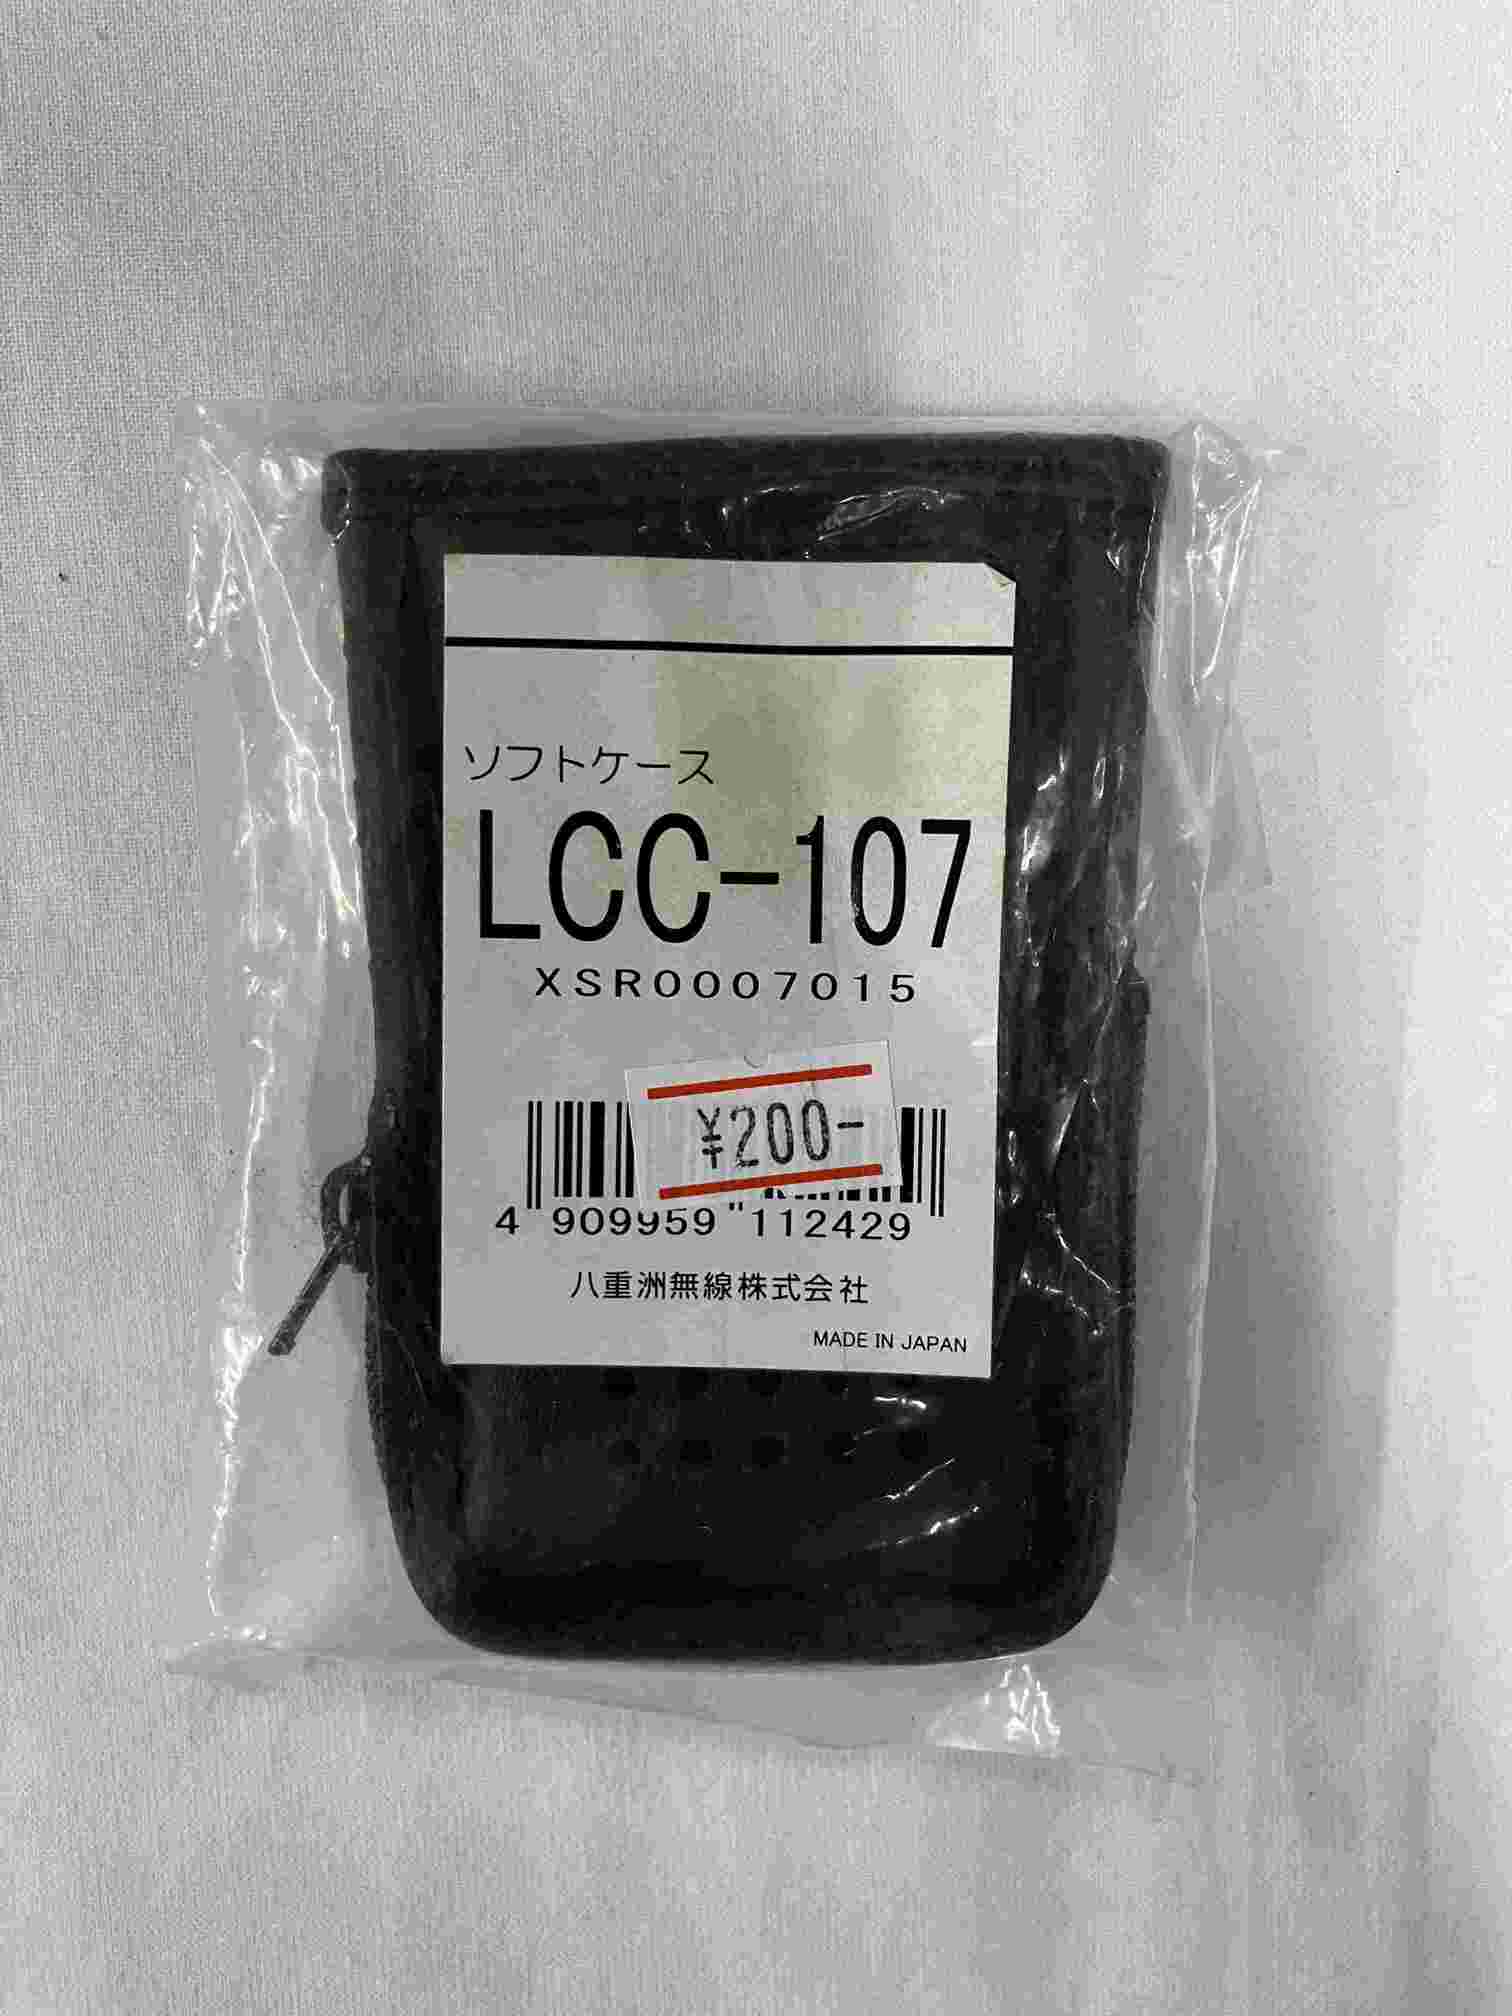 ソフトケース
LCC-107
XSR0007015
¥200-
4 909959 112429
八重洲無線株式会社
MADE IN JAPAN